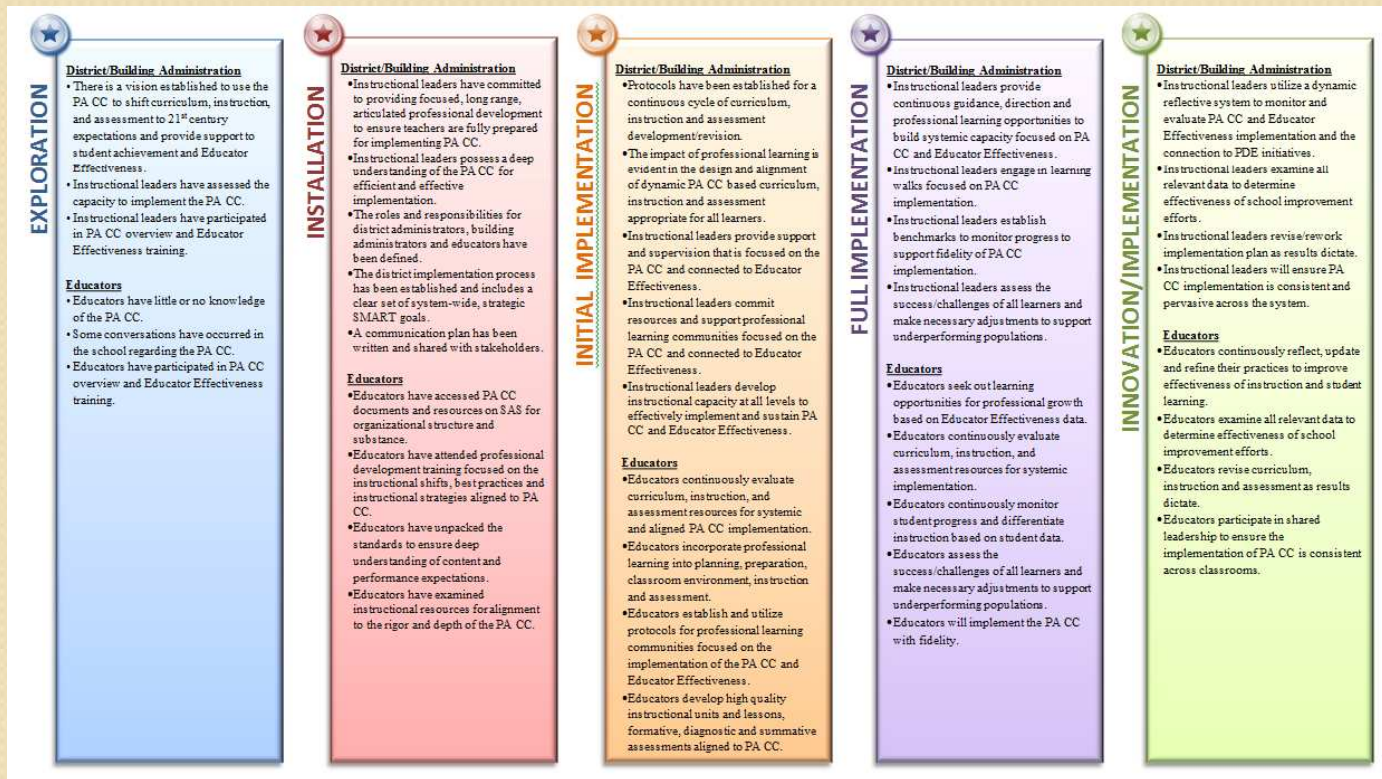 EXPLORATION
District/Building Administration
• There is a vision established to use the
PA CC to shift curriculum, instruction,
and assessment to 21st century
expectations and provide support to
student achievement and Educator
Effectiveness.
• Instructional leaders have assessed the
capacity to implement the PA CC.
• Instructional leaders have participated
in PA CC overview and Educator
Effectiveness training.
Educators
• Educators have little or no knowledge
of the PA CC.
• Some conversations have occurred in
the school regarding the PA CC.
• Educators have participated in PA CC
overview and Educator Effectiveness
training.
INSTALLATION
District/Building Administration
•Instructional leaders have committed
to providing focused, long range,
articulated professional development
to ensure teachers are fully prepared
for implementing PA CC.
•Instructional leaders possess a deep
understanding of the PA CC for
efficient and effective
implementation.
•The roles and responsibilities for
district administrators, building
administrators and educators have
been defined.
•The district implementation process
has been established and includes a
clear set of system-wide, strategic
SMART goals.
•A communication plan has been
written and shared with stakeholders.
Educators
•Educators have accessed PA CC
documents and resources on SAS for
organizational structure and
substance.
•Educators have attended professional
development training focused on the
instructional shifts, best practices and
instructional strategies aligned to PA
CC.
•Educators have unpacked the
standards to ensure deep
understanding of content and
performance expectations.
•Educators have examined
instructional resources for alignment
to the rigor and depth of the PA CC.
INITIAL IMPLEMENTATION
District/Building Administration
•Protocols have been established for a
continuous cycle of curriculum,
instruction and assessment
development/revision.
•The impact of professional learning is
evident in the design and alignment
of dynamic PA CC based curriculum,
instruction and assessment
appropriate for all learners.
•Instructional leaders provide support
and supervision that is focused on the
PA CC and connected to Educator
Effectiveness.
•Instructional leaders commit
resources and support professional
learning communities focused on the
PA CC and connected to Educator
Effectiveness.
•Instructional leaders develop
instructional capacity at all levels to
effectively implement and sustain PA
CC and Educator Effectiveness.
Educators
•Educators continuously evaluate
curriculum, instruction, and
assessment resources for systemic
and aligned PA CC implementation.
•Educators incorporate professional
learning into planning, preparation,
classroom environment, instruction
and assessment.
•Educators establish and utilize
protocols for professional learning
communities focused on the
implementation of the PA CC and
Educator Effectiveness.
•Educators develop high quality
instructional units and lessons,
formative, diagnostic and summative
assessments aligned to PA CC.
FULL IMPLEMENTATION
District/Building Administration
•Instructional leaders provide
continuous guidance, direction and
professional learning opportunities to
build systemic capacity focused on PA
CC and Educator Effectiveness.
•Instructional leaders engage in learning
walks focused on PA CC
implementation.
•Instructional leaders establish
benchmarks to monitor progress to
support fidelity of PA CC
implementation.
•Instructional leaders assess the
success/challenges of all learners and
make necessary adjustments to support
underperforming populations.
Educators
•Educators seek out learning
opportunities for professional growth
based on Educator Effectiveness data.
•Educators continuously evaluate
curriculum, instruction, and
assessment resources for systemic
implementation.
•Educators continuously monitor
student progress and differentiate
instruction based on student data.
•Educators assess the
success/challenges of all learners and
make necessary adjustments to support
underperforming populations.
•Educators will implement the PA CC
with fidelity.
INNOVATION/IMPLEMENTATION
District/Building Administration
•Instructional leaders utilize a dynamic
reflective system to monitor and
evaluate PA CC and Educator
Effectiveness implementation and the
connection to PDE initiatives.
•Instructional leaders examine all
relevant data to determine
effectiveness of school improvement
efforts.
•Instructional leaders revise/rework
implementation plan as results dictate.
•Instructional leaders will ensure PA
CC implementation is consistent and
pervasive across the system.
Educators
•Educators continuously reflect, update
and refine their practices to improve
effectiveness of instruction and student
learning.
•Educators examine all relevant data to
determine effectiveness of school
improvement efforts.
•Educators revise curriculum,
instruction and assessment as results
dictate.
•Educators participate in shared
leadership to ensure the
implementation of PA CC is consistent
across classrooms.